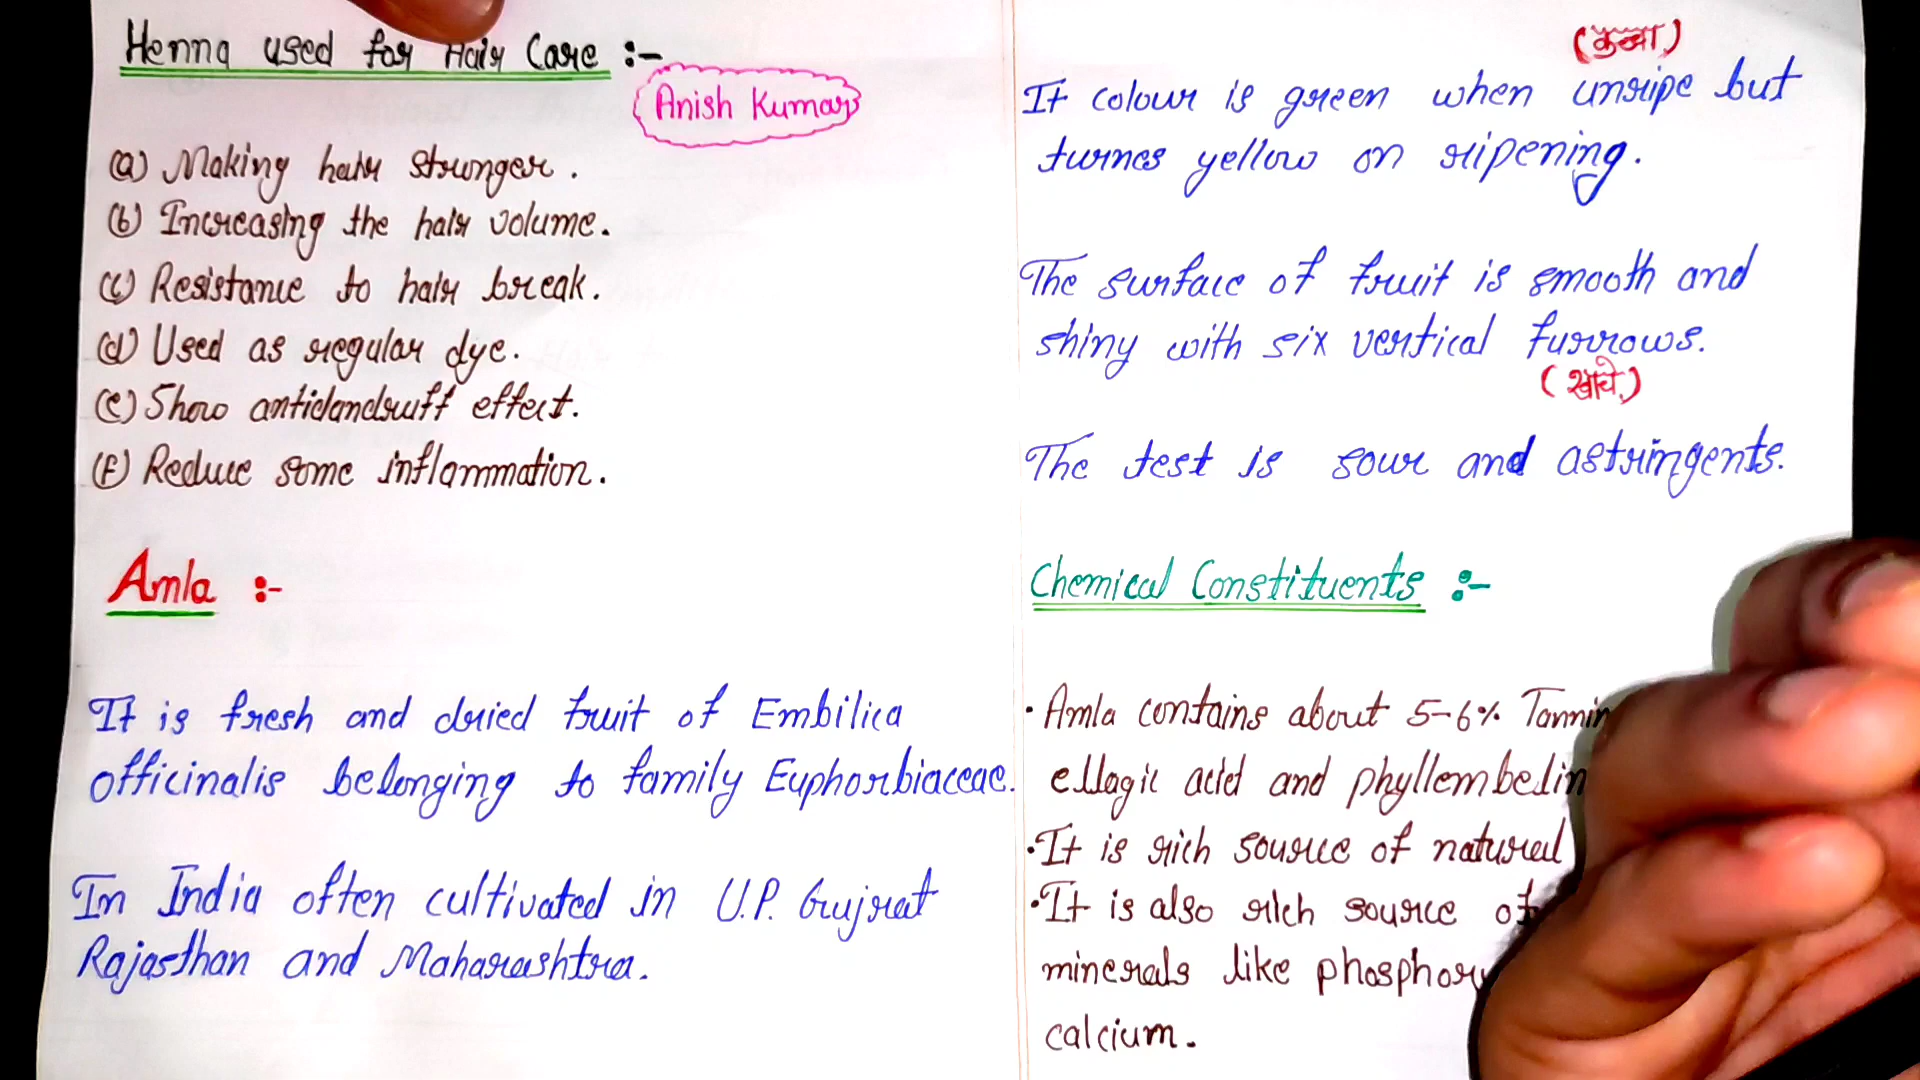 Henna used for Hair Care :-
Anish Kumar
(a) Making hair stronger.
(b) Increasing the hair volume.
(c) Resistance to hair break.
(d) Used as regular dye.
(e) Show antidandruff effect.
(f) Reduce some inflammation.
Amla :-
It is fresh and dried fruit of Embilica
officinalis belonging to family Euphorbiaceae.
In India often cultivated in U.P. Gujrat
Rajasthan and Maharashtra.
(कच्चा)
It colour is green when unripe but
turnes yellow on ripening.
The surface of fruit is smooth and
shiny with six vertical furrows.
(खांचे)
The test is sour and astringents.
Chemical Constituents :-
• Amla contains about 5-6% Tannin
ellagic acid and phyllembelin
• It is rich source of natural
• It is also rich source of
minerals like
calcium.